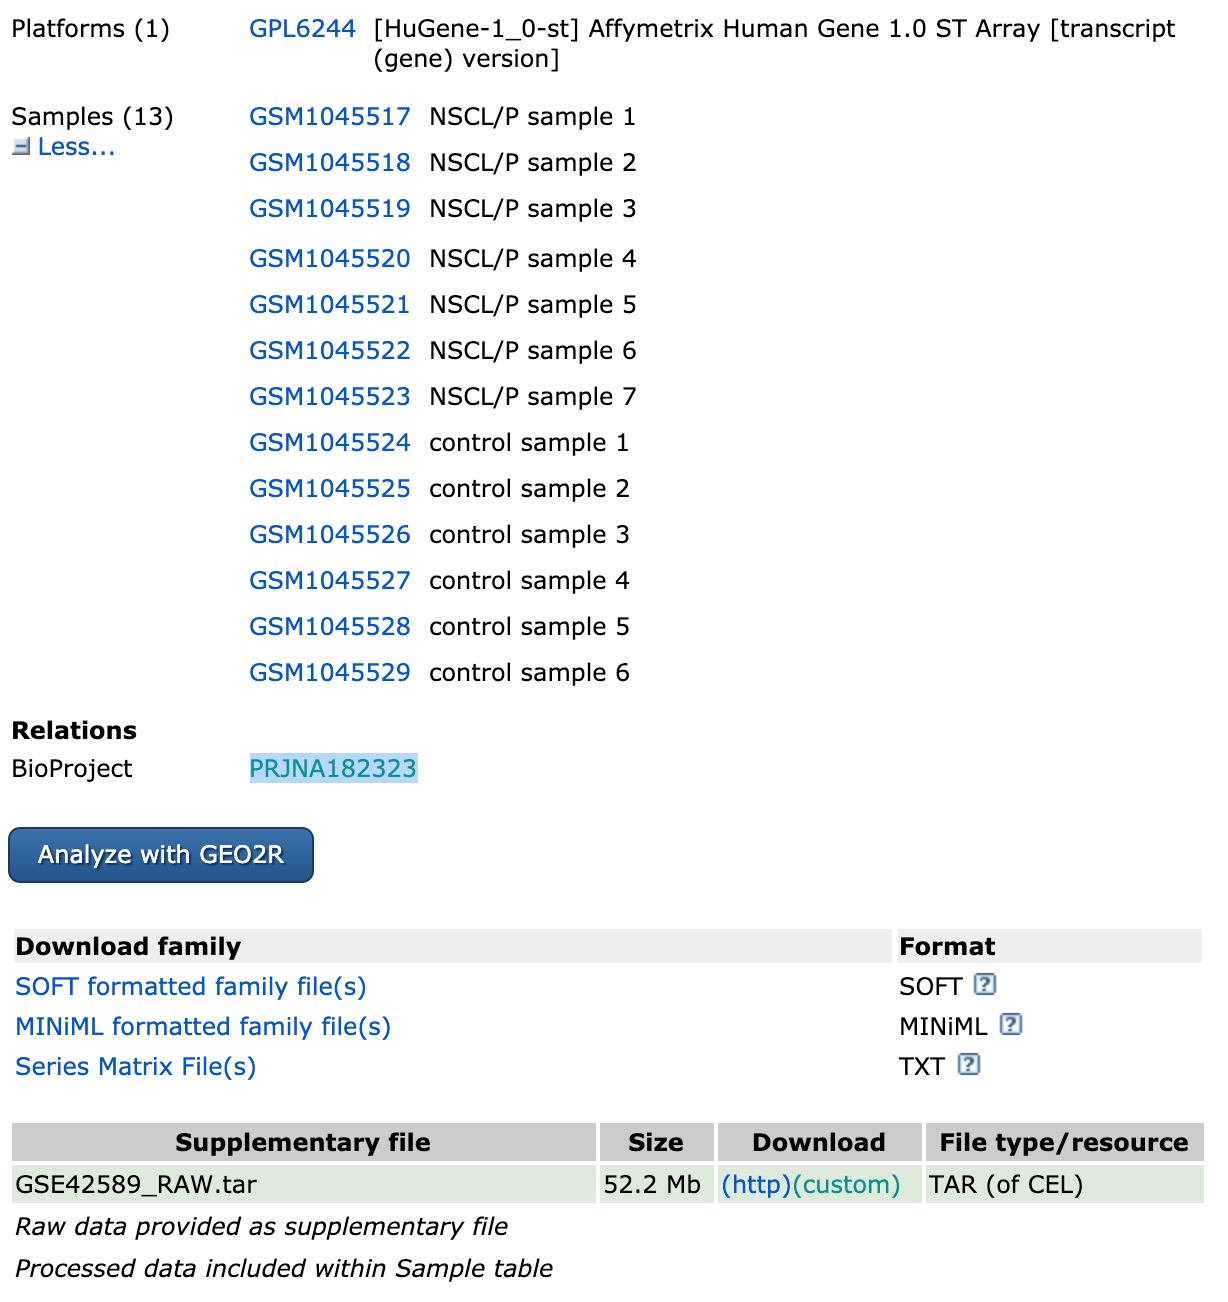 Platforms (1) GPL6244 [HuGene-1_0-st] Affymetrix Human Gene 1.0 ST Array [transcript
(gene) version]
Samples (13) GSM1045517 NSCL/P sample 1
Less...
GSM1045518 NSCL/P sample 2
GSM1045519 NSCL/P sample 3
GSM1045520 NSCL/P sample 4
GSM1045521 NSCL/P sample 5
GSM1045522 NSCL/P sample 6
GSM1045523 NSCL/P sample 7
GSM1045524 control sample 1
GSM1045525 control sample 2
GSM1045526 control sample 3
GSM1045527 control sample 4
GSM1045528 control sample 5
GSM1045529 control sample 6
Relations
BioProject PRJNA182323
Analyze with GEO2R
Download family Format
SOFT formatted family file(s) SOFT ?
MINiML formatted family file(s) MINiML ?
Series Matrix File(s) TXT ?
Supplementary file Size Download File type/resource
GSE42589_RAW.tar 52.2 Mb (http)(custom) TAR (of CEL)
Raw data provided as supplementary file
Processed data included within Sample table